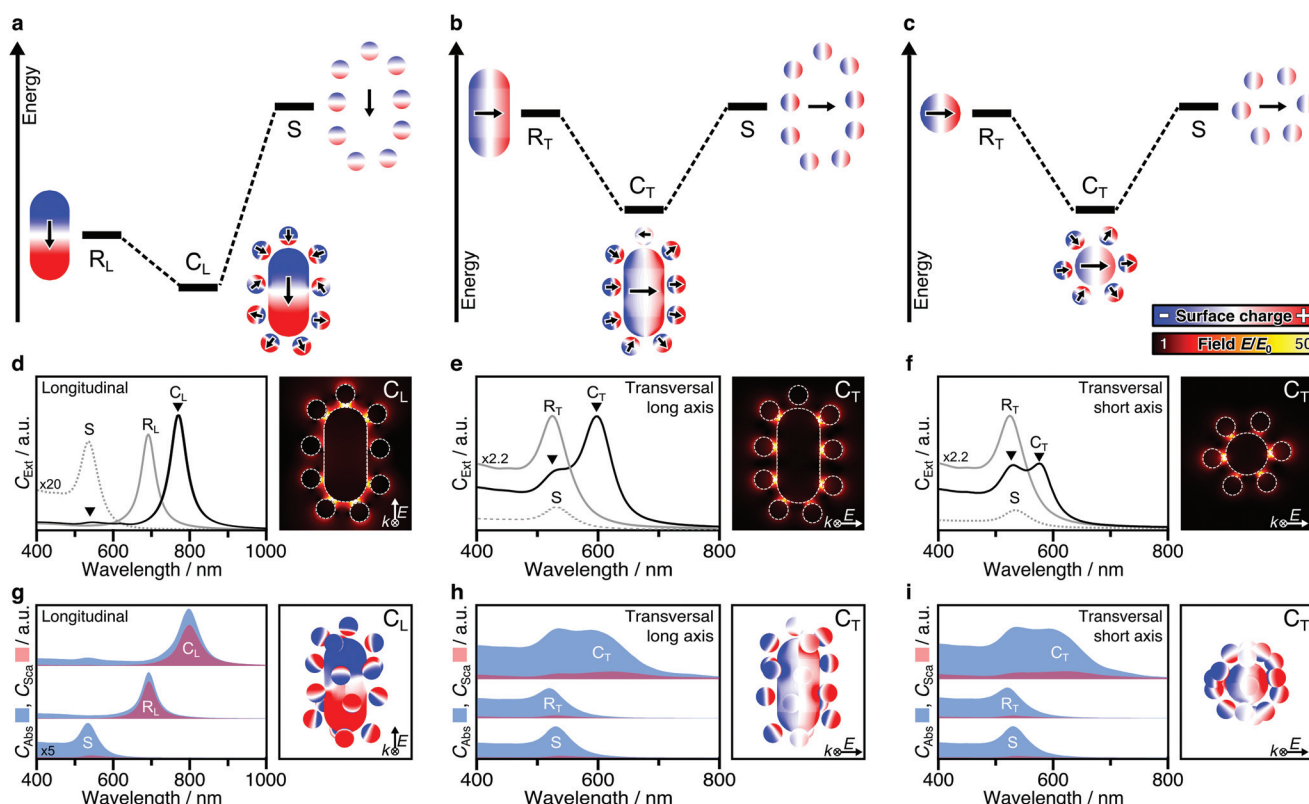 a
Energy
R_L
C_L
S
b
Energy
R_T
C_T
S
c
Energy
R_T
C_T
S
- Surface charge +
1 Field E/E₀ 50
d
Longitudinal
C_Ext / a.u.
S
R_L
C_L
x20
400 600 800 1000
Wavelength / nm
C_L
k⊗ E
e
Transversal
long axis
C_Ext / a.u.
R_T
C_T
x2.2
S
400 600 800
Wavelength / nm
C_T
k⊗ E
f
Transversal
short axis
C_Ext / a.u.
R_T
C_T
x2.2
S
400 600 800
Wavelength / nm
C_T
k⊗ E
g
Longitudinal
C_Abs, C_Sca / a.u.
C_L
R_L
S
x5
400 600 800 1000
Wavelength / nm
C_L
k⊗ E
h
Transversal
long axis
C_Abs, C_Sca / a.u.
C_T
R_T
S
400 600 800
Wavelength / nm
C_T
k⊗ E
i
Transversal
short axis
C_Abs, C_Sca / a.u.
C_T
R_T
S
400 600 800
Wavelength / nm
C_T
k⊗ E